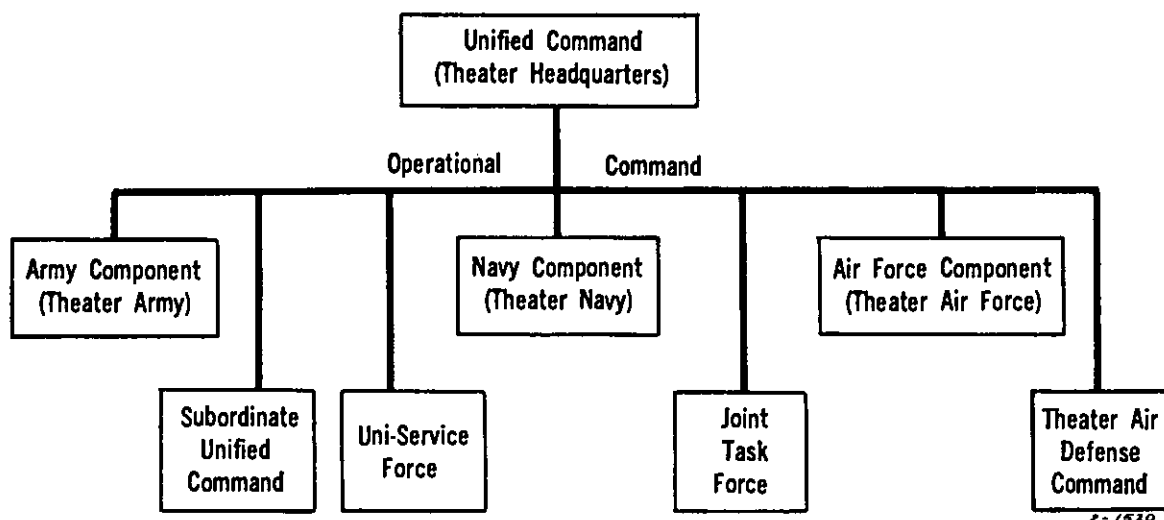 Unified Command
(Theater Headquarters)
Operational Command
Army Component
(Theater Army)
Navy Component
(Theater Navy)
Air Force Component
(Theater Air Force)
Subordinate
Unified
Command
Uni-Service
Force
Joint
Task
Force
Theater Air
Defense
Command